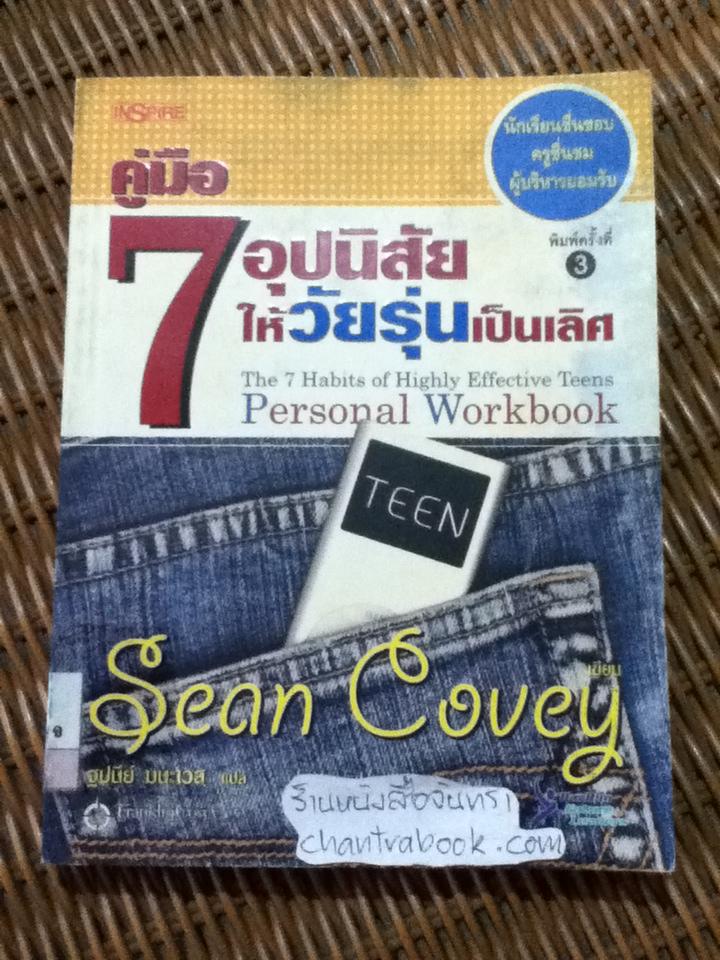 INSPIRE
นักเรียนชื่นชอบ
ครูชื่นชม
ผู้บริหารยอมรับ
คู่มือ
7 อุปนิสัย
พิมพ์ครั้งที่
3
ให้วัยรุ่นเป็นเลิศ
The 7 Habits of Highly Effective Teens
Personal Workbook
TEEN
Sean Covey
เขียน
แปล
ร้านหนังสือจันทรา
chantrabook.com